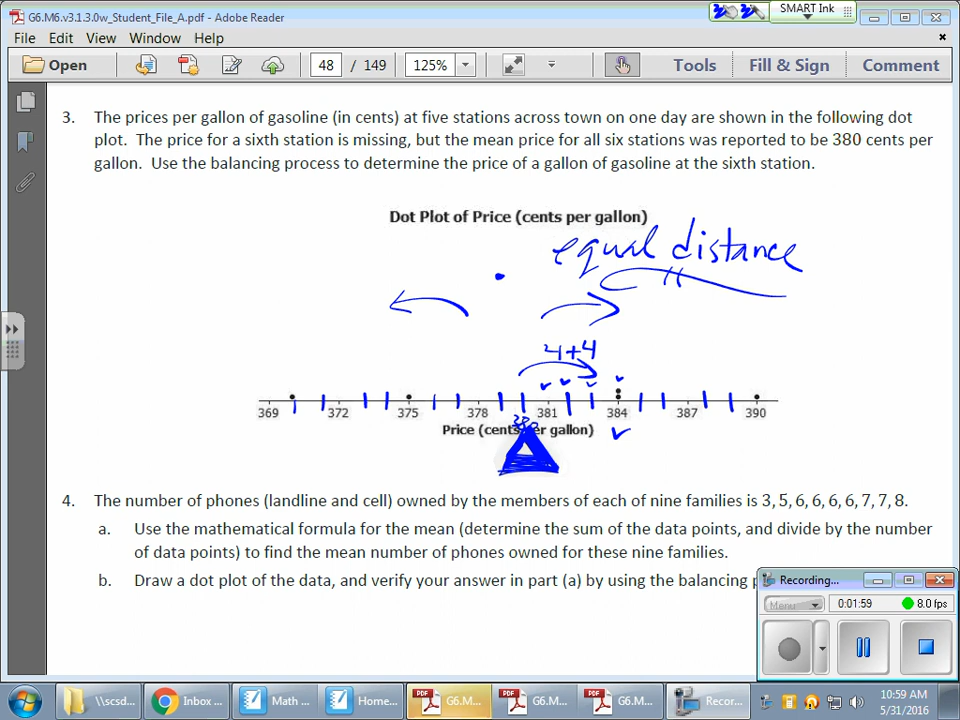 G6.M6.v3.1.3.0w_Student_File_A.pdf - Adobe Reader
SMART Ink
File Edit View Window Help
Open 48 / 149 125% Tools Fill & Sign Comment
3. The prices per gallon of gasoline (in cents) at five stations across town on one day are shown in the following dot
plot. The price for a sixth station is missing, but the mean price for all six stations was reported to be 380 cents per
gallon. Use the balancing process to determine the price of a gallon of gasoline at the sixth station.
Dot Plot of Price (cents per gallon)
equal distance
4+4
369 372 375 378 381 384 387 390
380
Price (cents per gallon)
4. The number of phones (landline and cell) owned by the members of each of nine families is 3, 5, 6, 6, 6, 6, 7, 7, 8.
a. Use the mathematical formula for the mean (determine the sum of the data points, and divide by the number
of data points) to find the mean number of phones owned for these nine families.
b. Draw a dot plot of the data, and verify your answer in part (a) by using the balancing p
Recording...
Menu 0:01:59 8.0 fps
\\scsd... Inbox ... Math ... Home... G6.M... G6.M... G6.M... Recor...
10:59 AM
5/31/2016